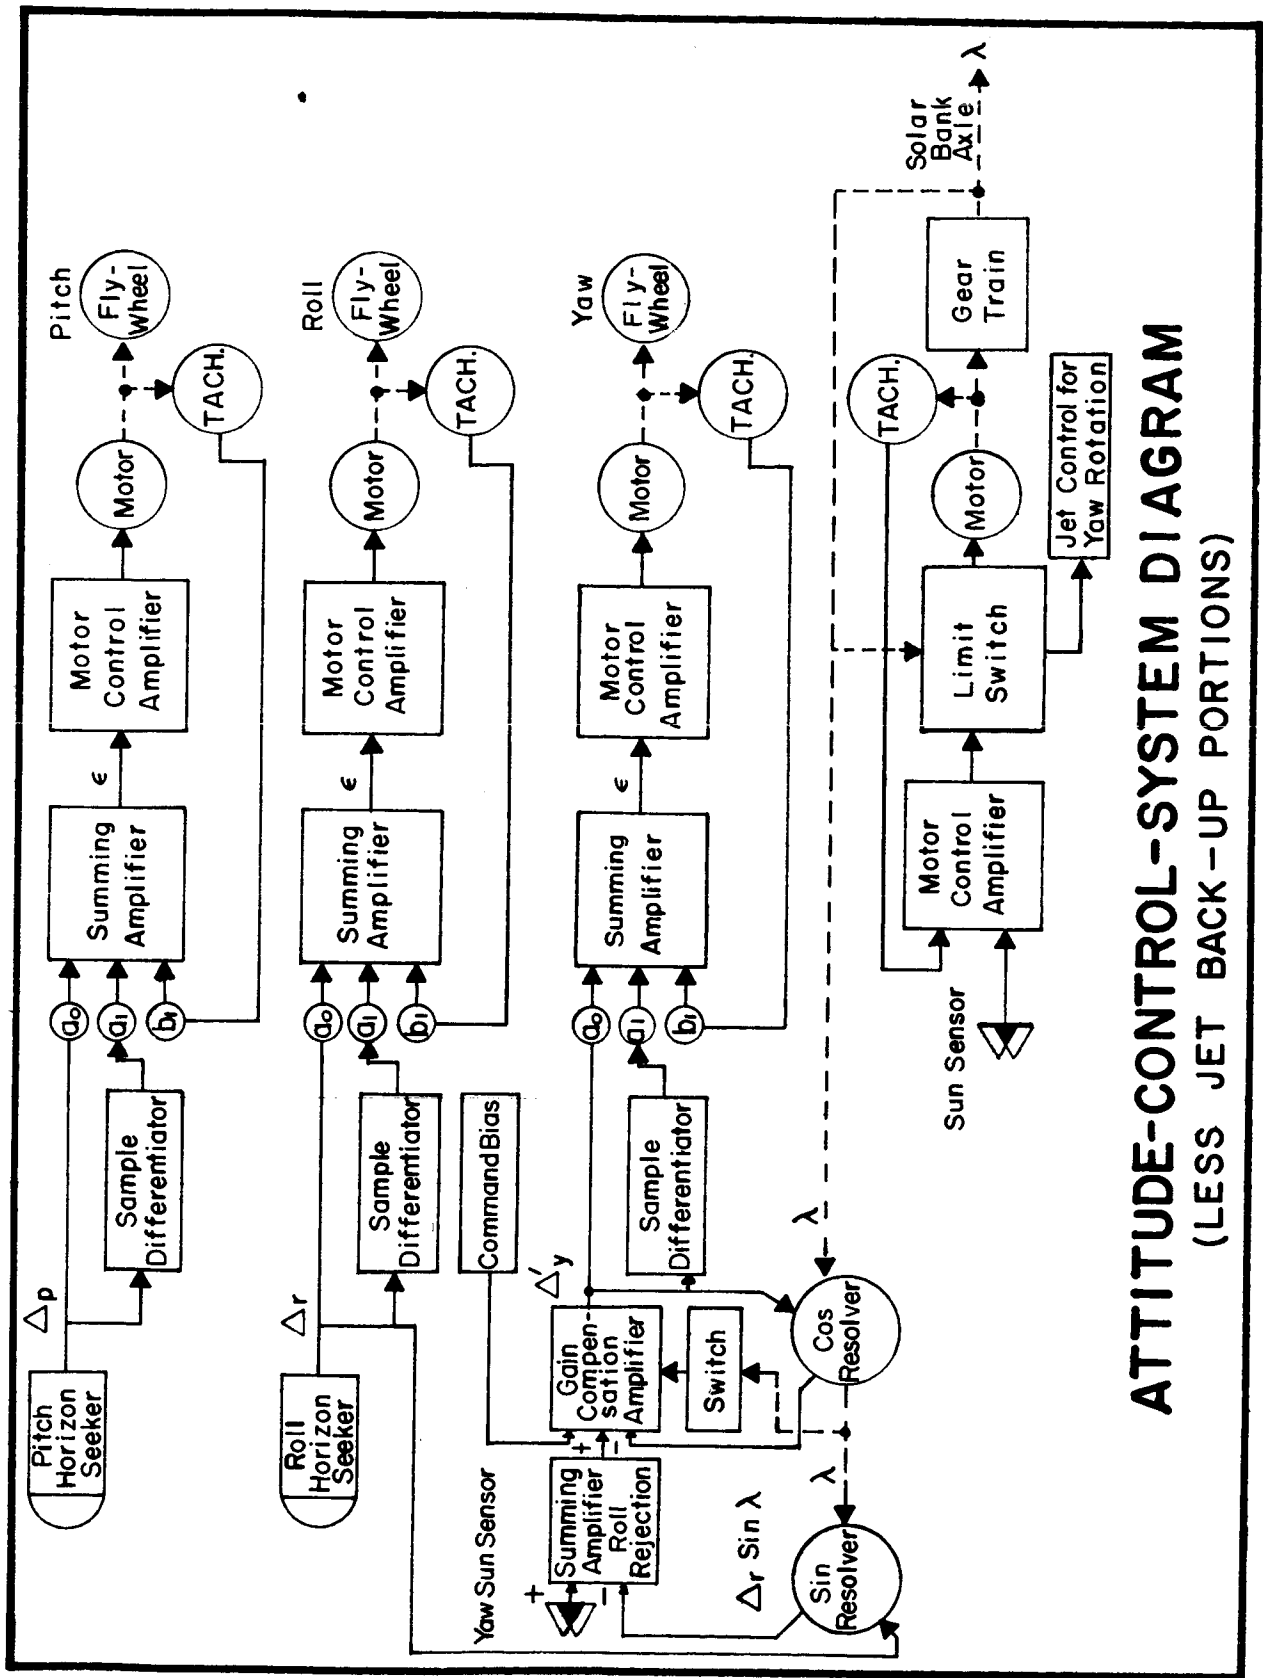 Pitch
Horizon
Seeker
Δp
Sample
Differentiator
a₀
a₁
b₁
Summing
Amplifier
ε
Motor
Control
Amplifier
Motor
TACH.
Pitch
Fly-
Wheel
Roll
Horizon
Seeker
Δr
Sample
Differentiator
a₀
a₁
b₁
Summing
Amplifier
ε
Motor
Control
Amplifier
Motor
TACH.
Roll
Fly-
Wheel
Command Bias
Yaw Sun Sensor
+
−
Summing
Amplifier
Roll
Rejection
+
−
Gain
Compen-
sation
Amplifier
Δ'y
Switch
Sample
Differentiator
a₀
a₁
b₁
Summing
Amplifier
ε
Motor
Control
Amplifier
Motor
TACH.
Yaw
Fly-
Wheel
Δr Sin λ
Sin
Resolver
λ
Cos
Resolver
λ
Sun Sensor
Motor
Control
Amplifier
Limit
Switch
Motor
TACH.
Gear
Train
Solar
Bank
Axle
λ
Jet Control for
Yaw Rotation
ATTITUDE-CONTROL-SYSTEM DIAGRAM
(LESS JET BACK-UP PORTIONS)